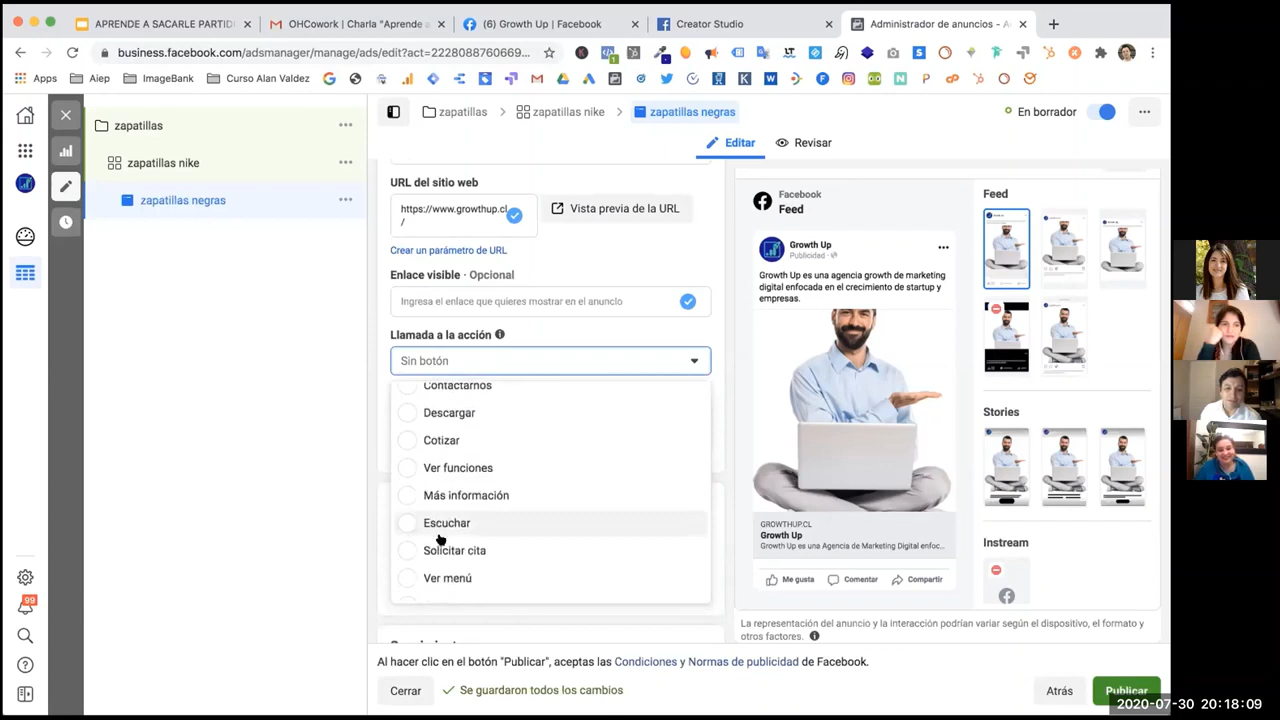 APRENDE A SACARLE PARTID
OHCowork | Charla "Aprende a
(6) Growth Up | Facebook
Creator Studio
Administrador de anuncios - A
business.facebook.com/adsmanager/manage/ads/edit?act=2228088760669...
Apps
Aiep
ImageBank
Curso Alan Valdez
zapatillas
zapatillas nike
zapatillas negras
zapatillas
zapatillas nike
zapatillas negras
En borrador
Editar
Revisar
URL del sitio web
https://www.growthup.cl
/
Vista previa de la URL
Crear un parámetro de URL
Enlace visible · Opcional
Ingresa el enlace que quieres mostrar en el anuncio
Llamada a la acción
Sin botón
Contactarnos
Descargar
Cotizar
Ver funciones
Más información
Escuchar
Solicitar cita
Ver menú
Facebook
Feed
Growth Up
Publicidad ·
Growth Up es una agencia growth de marketing
digital enfocada en el crecimiento de startup y
empresas.
GROWTHUP.CL
Growth Up
Growth Up es una Agencia de Marketing Digital enfoc...
Me gusta
Comentar
Compartir
Feed
Stories
Instream
La representación del anuncio y la interacción podrían variar según el dispositivo, el formato y
otros factores.
Al hacer clic en el botón "Publicar", aceptas las Condiciones y Normas de publicidad de Facebook.
Cerrar
Se guardaron todos los cambios
Atrás
Publicar
99
2020-07-30 20:18:09